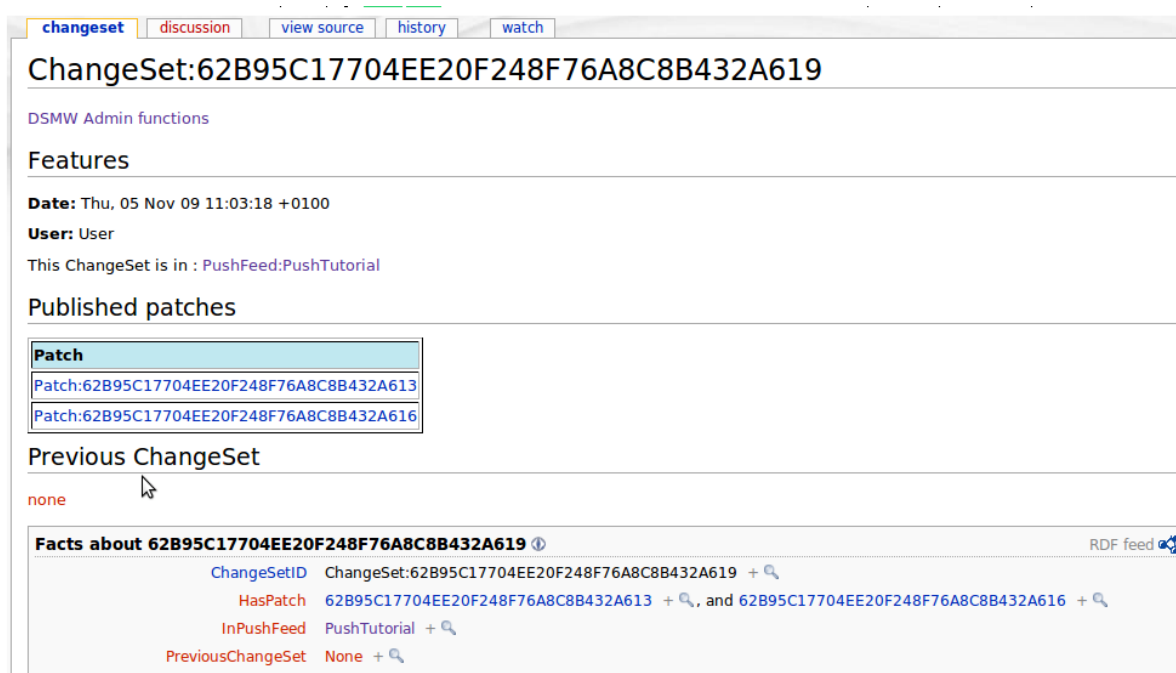 changeset discussion view source history watch
ChangeSet:62B95C17704EE20F248F76A8C8B432A619
DSMW Admin functions
Features
Date: Thu, 05 Nov 09 11:03:18 +0100
User: User
This ChangeSet is in : PushFeed:PushTutorial
Published patches
Patch
Patch:62B95C17704EE20F248F76A8C8B432A613
Patch:62B95C17704EE20F248F76A8C8B432A616
Previous ChangeSet
none
Facts about 62B95C17704EE20F248F76A8C8B432A619 RDF feed
ChangeSetID ChangeSet:62B95C17704EE20F248F76A8C8B432A619 +
HasPatch 62B95C17704EE20F248F76A8C8B432A613 + , and 62B95C17704EE20F248F76A8C8B432A616 +
InPushFeed PushTutorial +
PreviousChangeSet None +